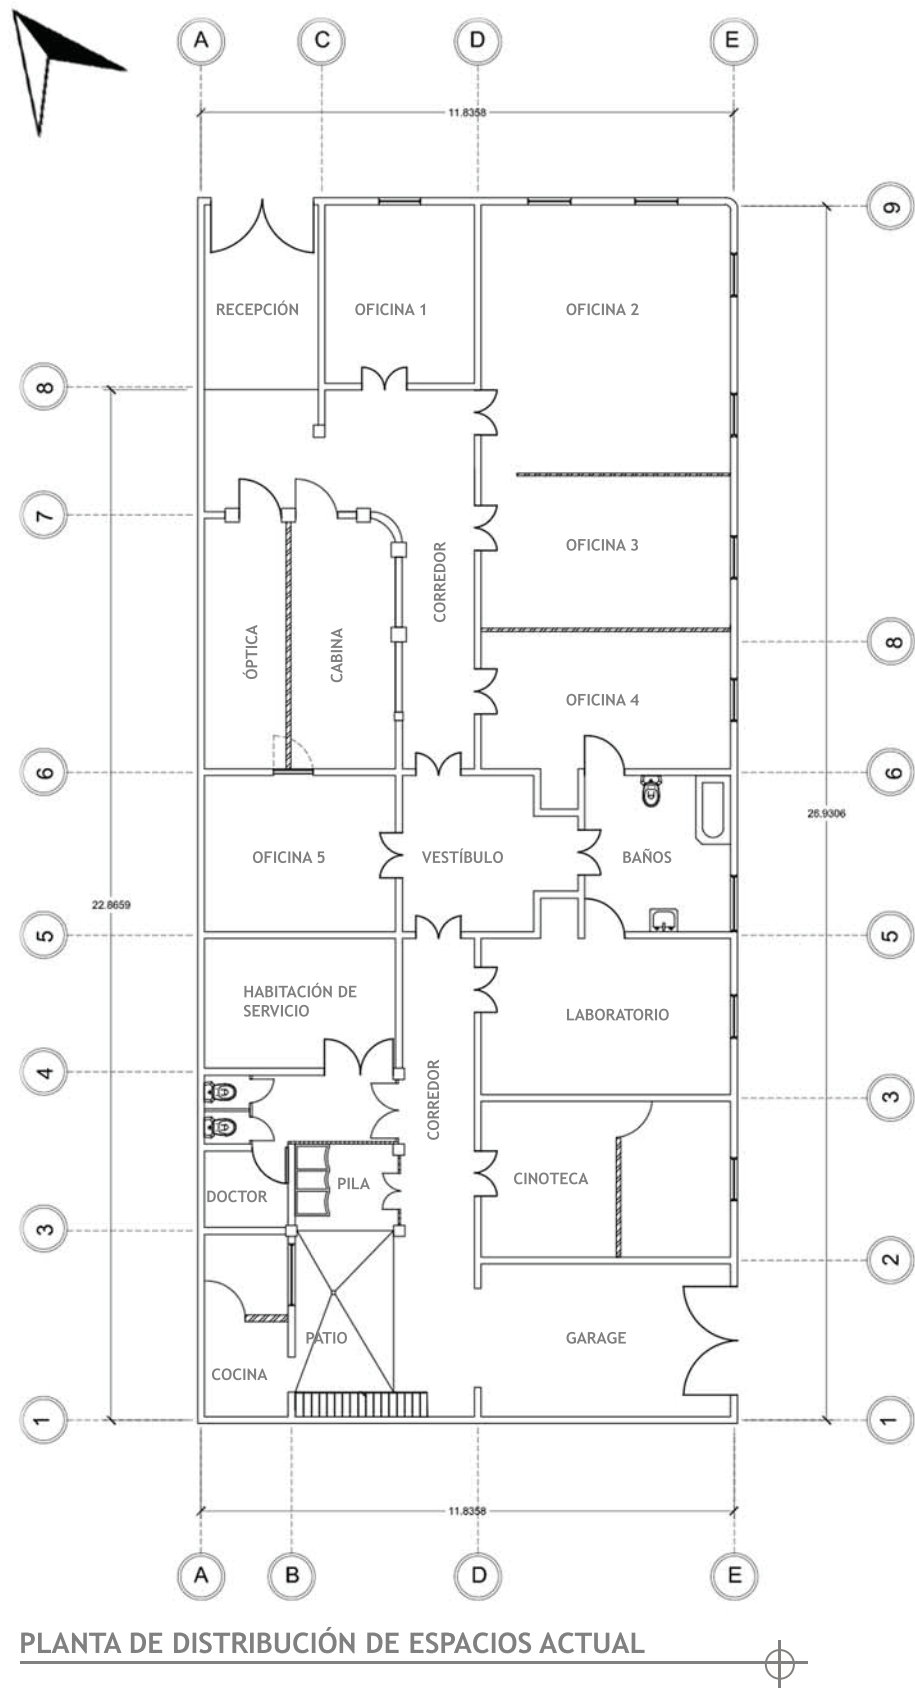 A C D E
11.8358
9
RECEPCIÓN
OFICINA 1
OFICINA 2
8
7
OFICINA 3
CORREDOR
ÓPTICA
CABINA
8
OFICINA 4
6
6
26.9306
OFICINA 5
VESTÍBULO
BAÑOS
22.8659
5
5
HABITACIÓN DE
SERVICIO
LABORATORIO
4
3
CORREDOR
CINOTECA
PILA
DOCTOR
3
2
PATIO
GARAGE
COCINA
1
1
11.8358
A B D E
PLANTA DE DISTRIBUCIÓN DE ESPACIOS ACTUAL